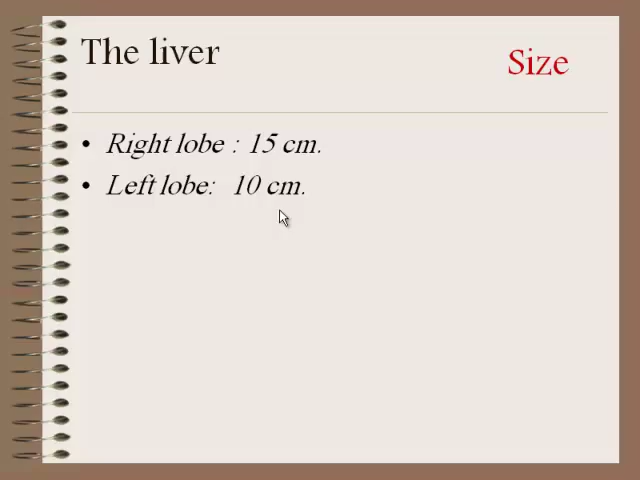 The liver
Size
• Right lobe : 15 cm.
• Left lobe: 10 cm.